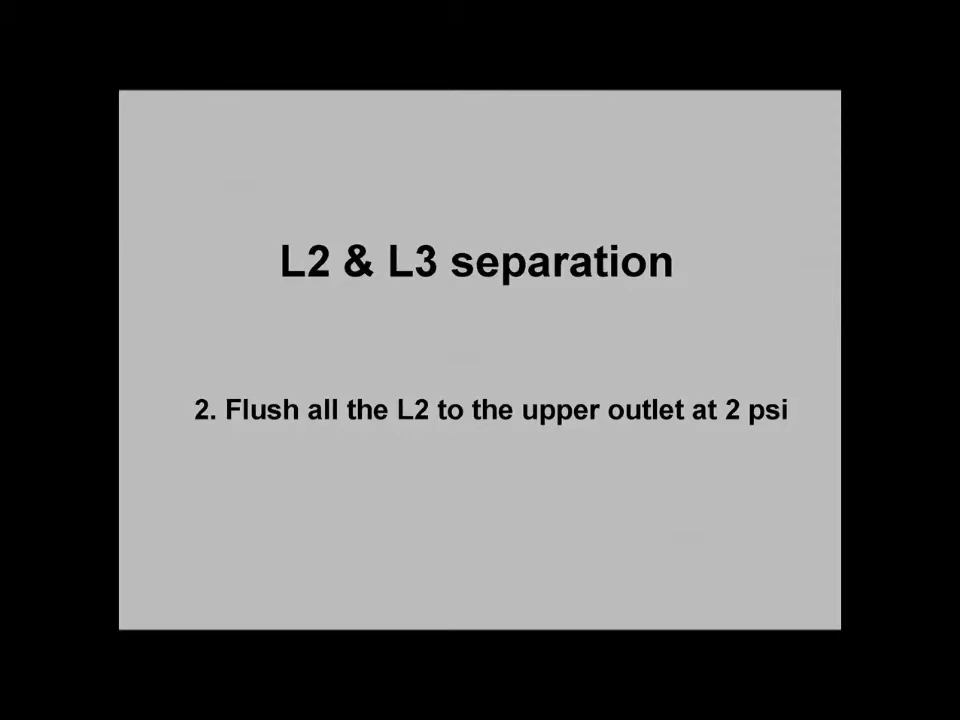 L2 & L3 separation
2. Flush all the L2 to the upper outlet at 2 psi